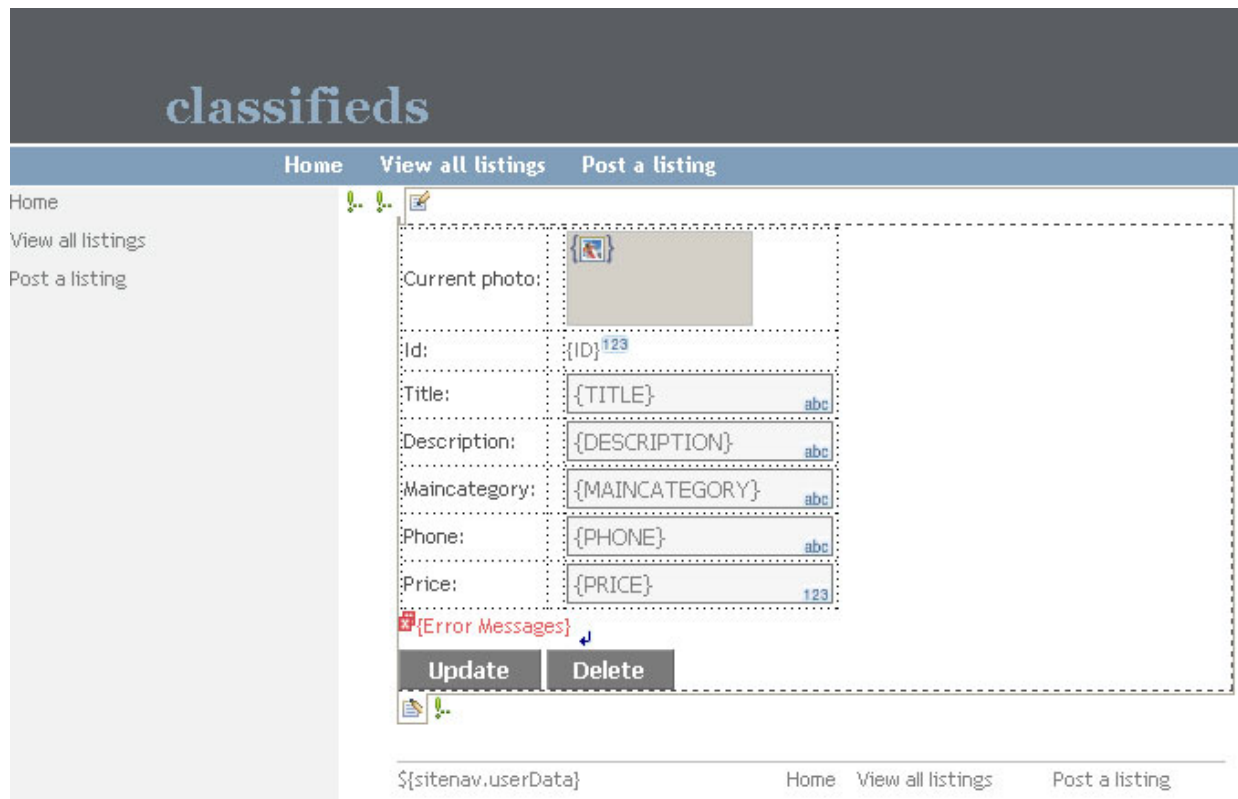 classifieds
Home View all listings Post a listing
Home
View all listings
Post a listing
Current photo:
Id: {ID} 123
Title: {TITLE} abc
Description: {DESCRIPTION} abc
Maincategory: {MAINCATEGORY} abc
Phone: {PHONE} abc
Price: {PRICE} 123
{Error Messages}
Update Delete
${sitenav.userData} Home View all listings Post a listing